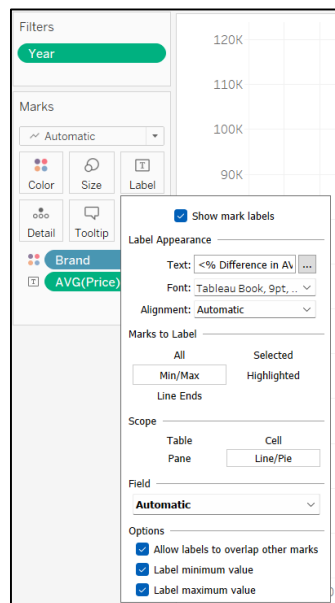 Filters
Year
120K
110K
100K
90K
Marks
Automatic
Color
Size
T
Label
Detail
Tooltip
Brand
T
AVG(Price)
Show mark labels
Label Appearance
Text: <% Difference in AV ...
Font: Tableau Book, 9pt, ..
Alignment: Automatic
Marks to Label
All Selected
Min/Max Highlighted
Line Ends
Scope
Table Cell
Pane Line/Pie
Field
Automatic
Options
Allow labels to overlap other marks
Label minimum value
Label maximum value